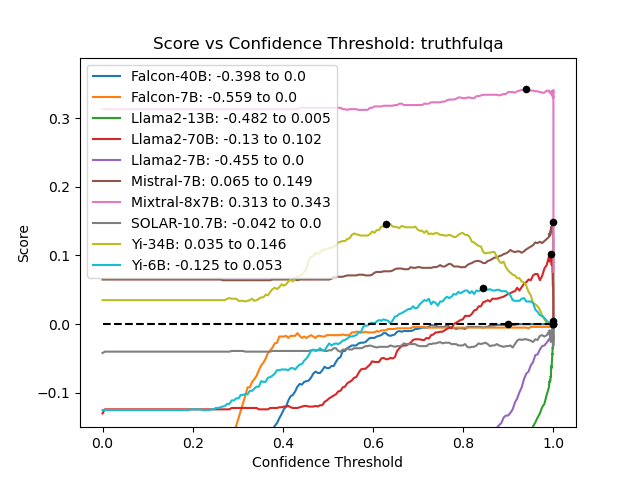 Score vs Confidence Threshold: truthfulqa
Score
0.3
0.2
0.1
0.0
−0.1
Falcon-40B: -0.398 to 0.0
Falcon-7B: -0.559 to 0.0
Llama2-13B: -0.482 to 0.005
Llama2-70B: -0.13 to 0.102
Llama2-7B: -0.455 to 0.0
Mistral-7B: 0.065 to 0.149
Mixtral-8x7B: 0.313 to 0.343
SOLAR-10.7B: -0.042 to 0.0
Yi-34B: 0.035 to 0.146
Yi-6B: -0.125 to 0.053
0.0 0.2 0.4 0.6 0.8 1.0
Confidence Threshold